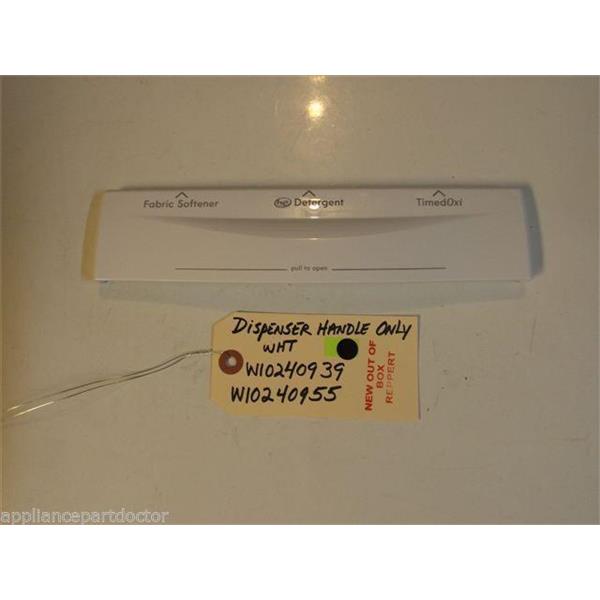 Fabric Softener he Detergent TimedOxi
pull to open
DISPENSER HANDLE ONLY
WHT
W10240939
W10240955
NEW OUT OF
BOX
REPPERT
appliancepartdoctor